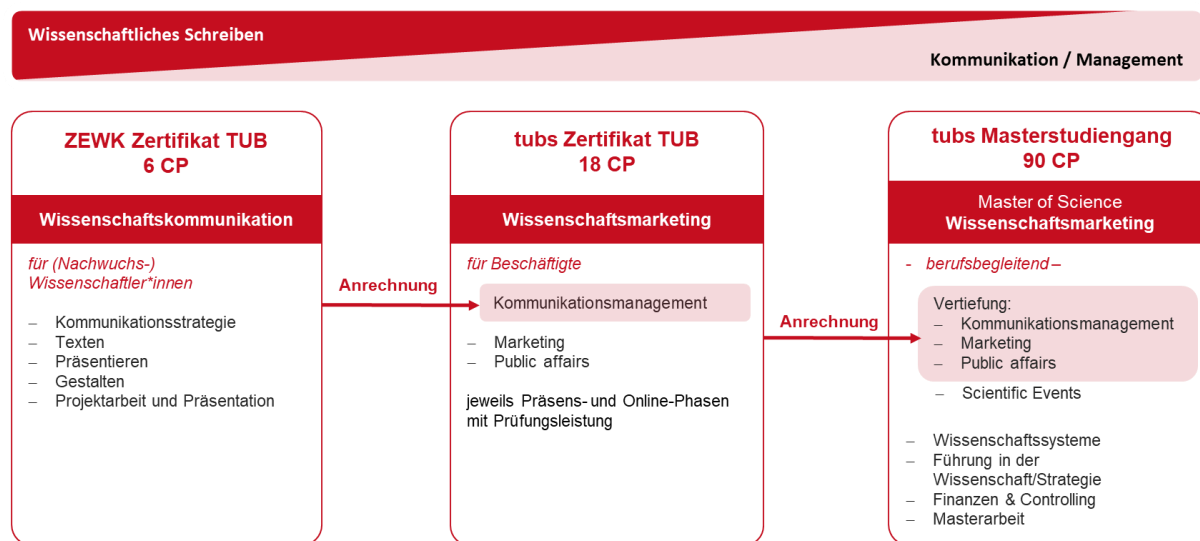 Wissenschaftliches Schreiben
Kommunikation / Management
ZEWK Zertifikat TUB
6 CP
Wissenschaftskommunikation
für (Nachwuchs-)
Wissenschaftler*innen
– Kommunikationsstrategie
– Texten
– Präsentieren
– Gestalten
– Projektarbeit und Präsentation
Anrechnung
tubs Zertifikat TUB
18 CP
Wissenschaftsmarketing
für Beschäftigte
Kommunikationsmanagement
– Marketing
– Public affairs
jeweils Präsens- und Online-Phasen
mit Prüfungsleistung
Anrechnung
tubs Masterstudiengang
90 CP
Master of Science
Wissenschaftsmarketing
- berufsbegleitend –
Vertiefung:
– Kommunikationsmanagement
– Marketing
– Public affairs
– Scientific Events
– Wissenschaftssysteme
– Führung in der
Wissenschaft/Strategie
– Finanzen & Controlling
– Masterarbeit